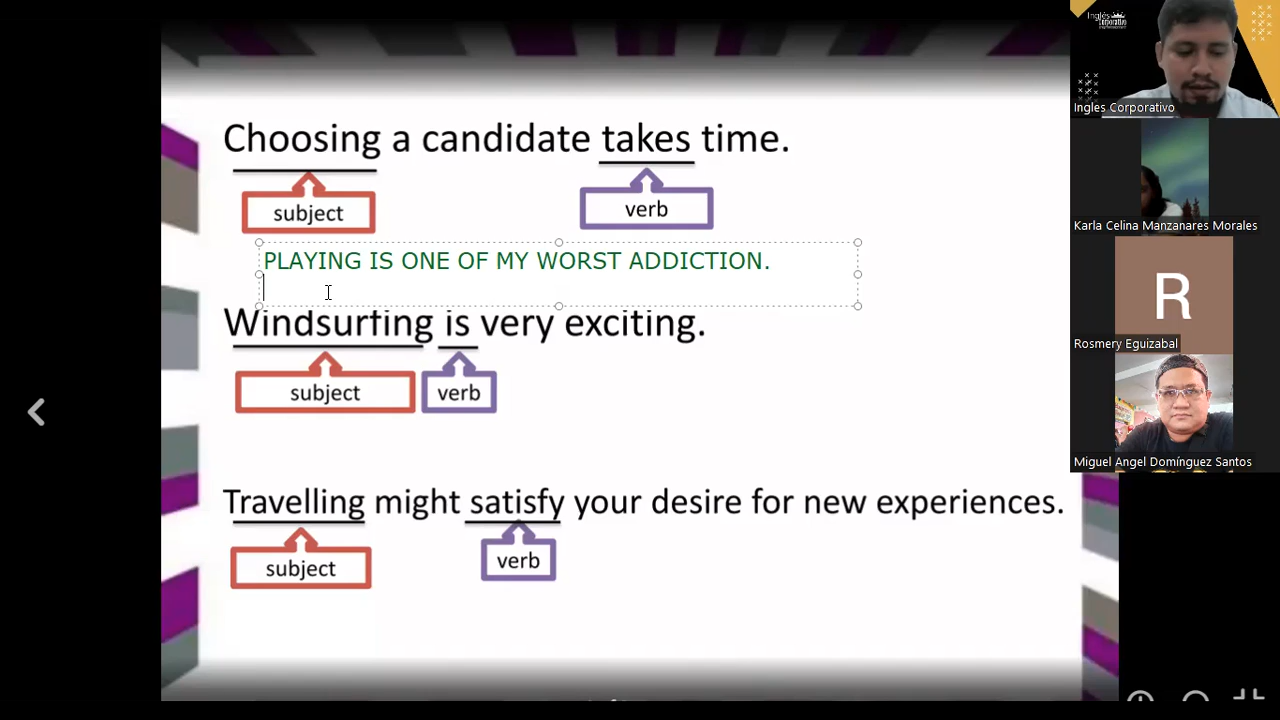 Choosing a candidate takes time.
subject
verb
PLAYING IS ONE OF MY WORST ADDICTION.
Windsurfing is very exciting.
subject
verb
Travelling might satisfy your desire for new experiences.
subject
verb
Inglés
Corporativo
Ingles Corporativo
Karla Celina Manzanares Morales
R
Rosmery Eguizabal
Miguel Angel Domínguez Santos